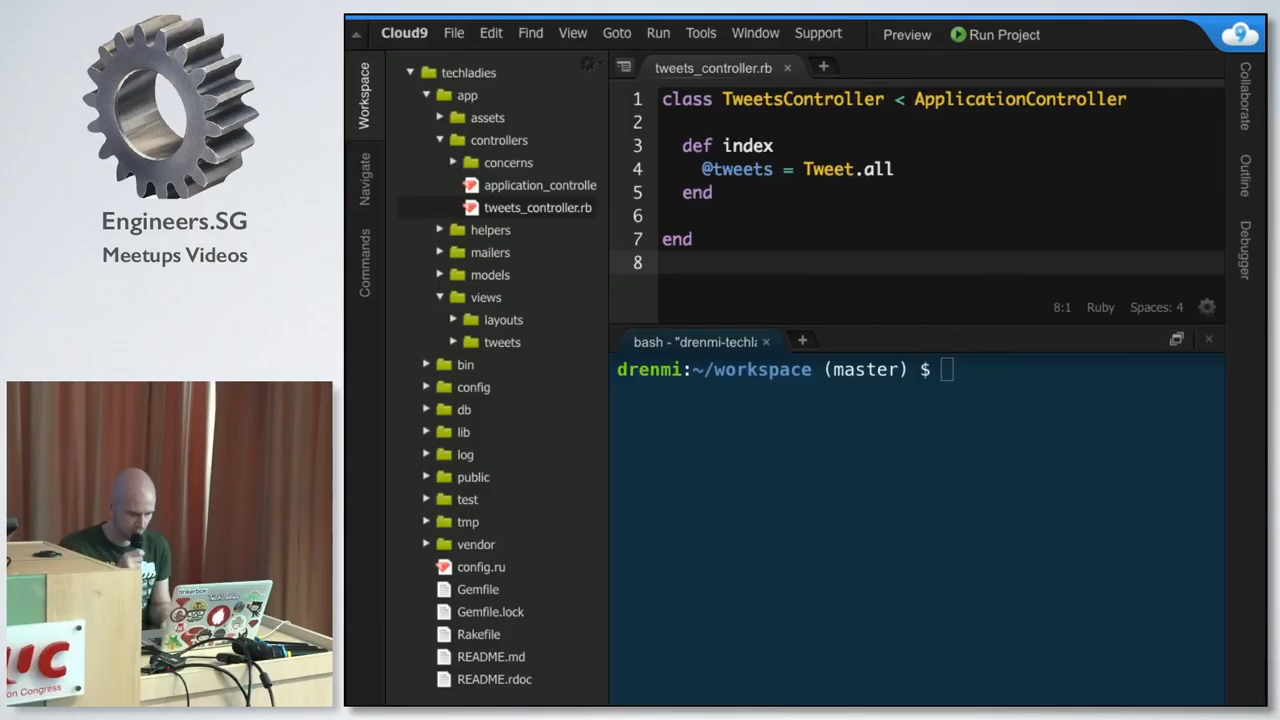 Engineers.SG
Meetups Videos
Cloud9 File Edit Find View Goto Run Tools Window Support Preview Run Project
Workspace
Navigate
Commands
techladies
app
assets
controllers
concerns
application_controlle
tweets_controller.rb
helpers
mailers
models
views
layouts
tweets
bin
config
db
lib
log
public
test
tmp
vendor
config.ru
Gemfile
Gemfile.lock
Rakefile
README.md
README.rdoc
tweets_controller.rb
1 class TweetsController < ApplicationController
2
3 def index
4 @tweets = Tweet.all
5 end
6
7 end
8
8:1 Ruby Spaces: 4
bash - "drenmi-techla
drenmi:~/workspace (master) $
Collaborate
Outline
Debugger
tinkerbox
on Congress